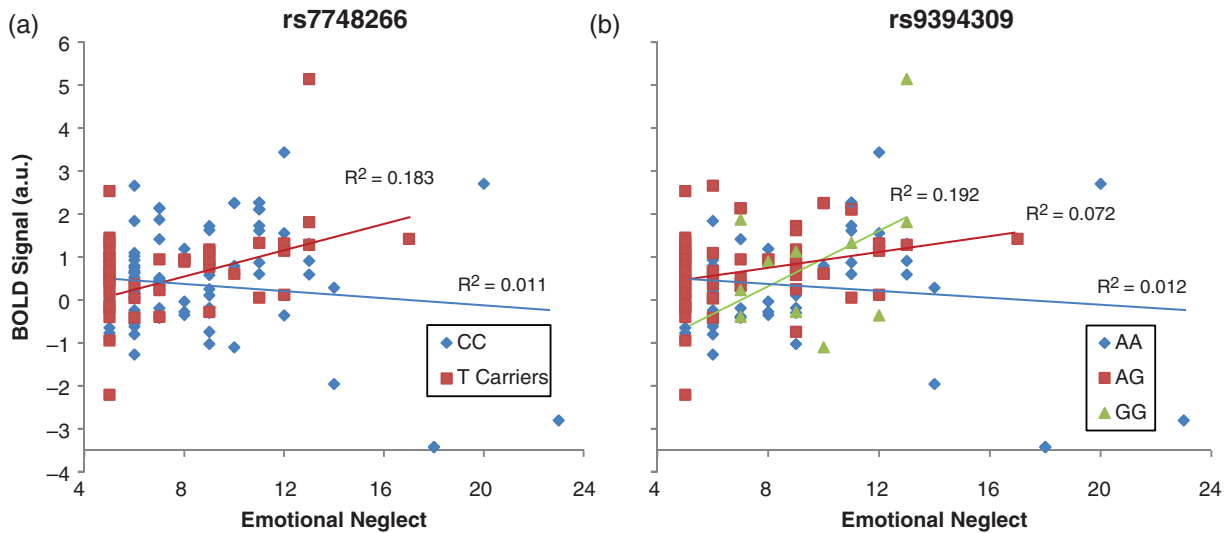 (a)
rs7748266
6
5
4
3
2
1
0
–1
–2
–3
–4
BOLD Signal (a.u.)
R² = 0.183
R² = 0.011
CC
T Carriers
4
8
12
16
20
24
Emotional Neglect
(b)
rs9394309
R² = 0.192
R² = 0.072
R² = 0.012
AA
AG
GG
4
8
12
16
20
24
Emotional Neglect